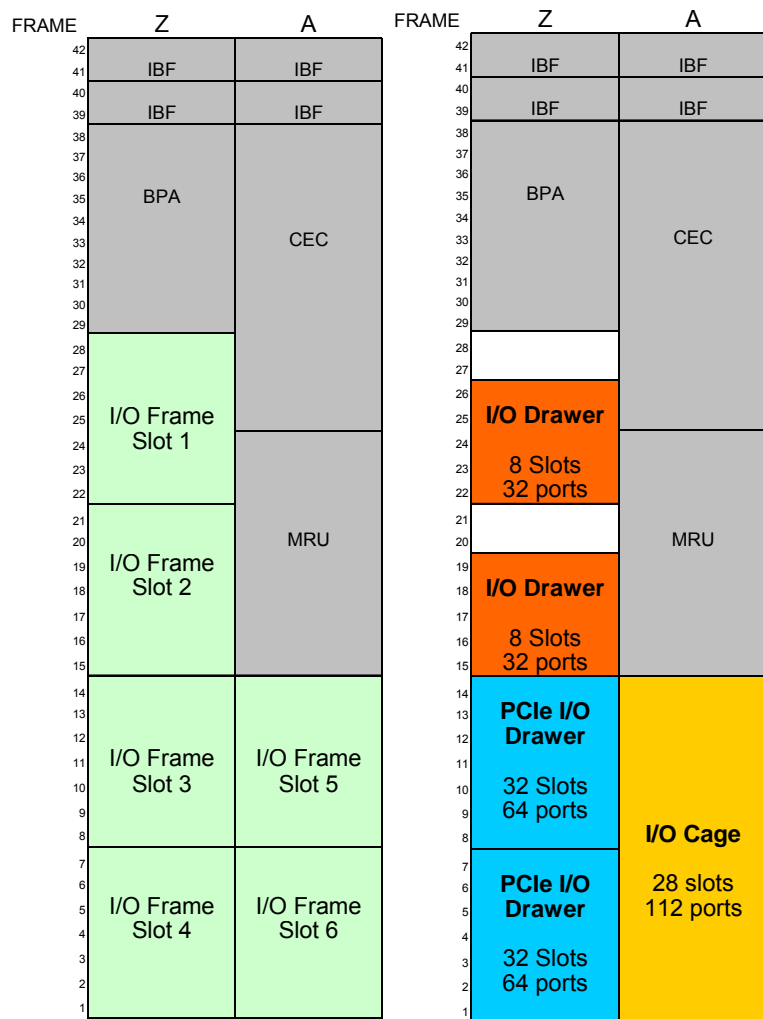 FRAME Z A
42
41 IBF IBF
40
39 IBF IBF
38
37
36
35 BPA
34
33 CEC
32
31
30
29
28
27
26
25 I/O Frame
24 Slot 1
23
22
21
20 MRU
19 I/O Frame
18 Slot 2
17
16
15
14
13
12
11 I/O Frame I/O Frame
10 Slot 3 Slot 5
9
8
7
6
5 I/O Frame I/O Frame
4 Slot 4 Slot 6
3
2
1
FRAME Z A
42
41 IBF IBF
40
39 IBF IBF
38
37
36
35 BPA
34
33 CEC
32
31
30
29
28
27
26
25 I/O Drawer
24
23 8 Slots
22 32 ports
21
20 MRU
19
18 I/O Drawer
17
16 8 Slots
15 32 ports
14
13 PCIe I/O
12 Drawer
11
10 32 Slots
9 64 ports
8 I/O Cage
7
6 PCIe I/O 28 slots
5 Drawer 112 ports
4
3 32 Slots
2 64 ports
1